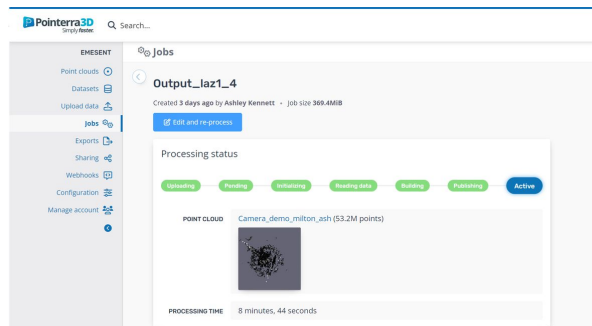 Pointerra3D
Simply faster.
Search...
EMESENT
Point clouds
Datasets
Upload data
Jobs
Exports
Sharing
Webhooks
Configuration
Manage account
Jobs
Output_laz1_4
Created 3 days ago by Ashley Kennett • Job size 369.4MiB
Edit and re-process
Processing status
Uploading Pending Initializing Reading data Building Publishing Active
POINT CLOUD Camera_demo_milton_ash (53.2M points)
PROCESSING TIME 8 minutes, 44 seconds